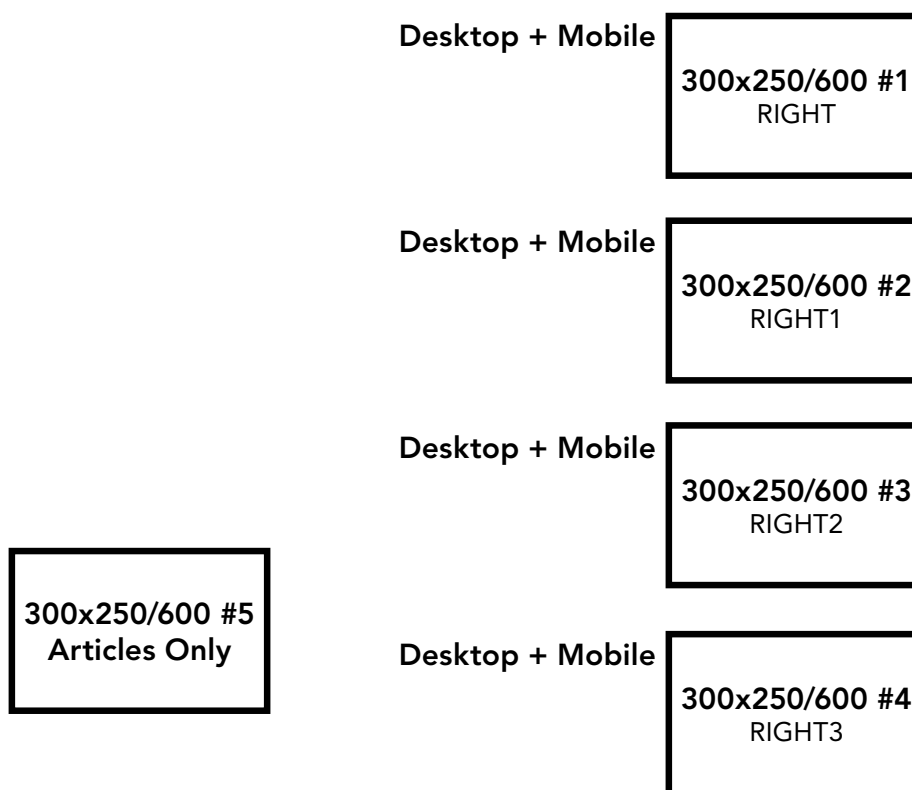 Desktop + Mobile
300x250/600 #1
RIGHT
Desktop + Mobile
300x250/600 #2
RIGHT1
Desktop + Mobile
300x250/600 #3
RIGHT2
300x250/600 #5
Articles Only
Desktop + Mobile
300x250/600 #4
RIGHT3